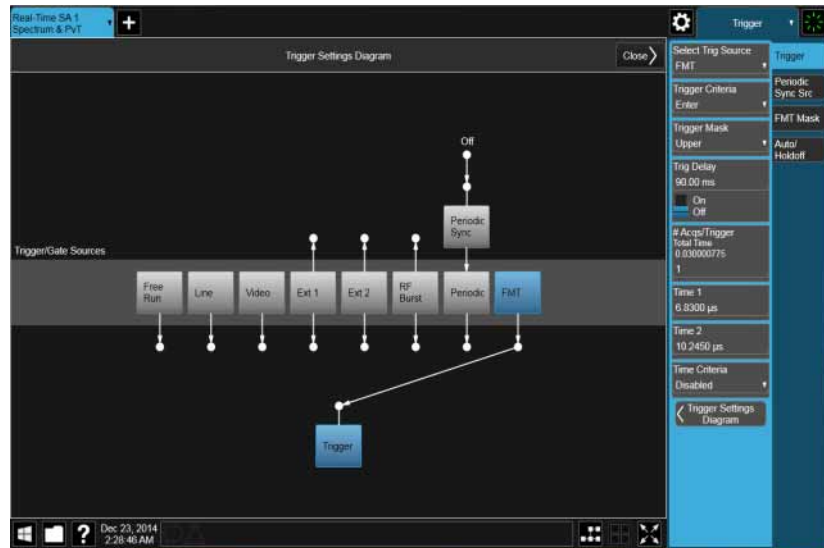 Real-Time SA 1
Spectrum & PvT
Trigger
Trigger Settings Diagram
Close
Off
Periodic
Sync
Trigger/Gate Sources
Free
Run
Line
Video
Ext 1
Ext 2
RF
Burst
Periodic
FMT
Trigger
Select Trig Source
FMT
Trigger Criteria
Enter
Trigger Mask
Upper
Trig Delay
90.00 ms
On
Off
# Acqs/Trigger
Total Time
0.030000775
1
Time 1
6.8300 µs
Time 2
10.2450 µs
Time Criteria
Disabled
Trigger Settings
Diagram
Trigger
Periodic
Sync Src
FMT Mask
Auto/
Holdoff
?
Dec 23, 2014
2:28:46 AM